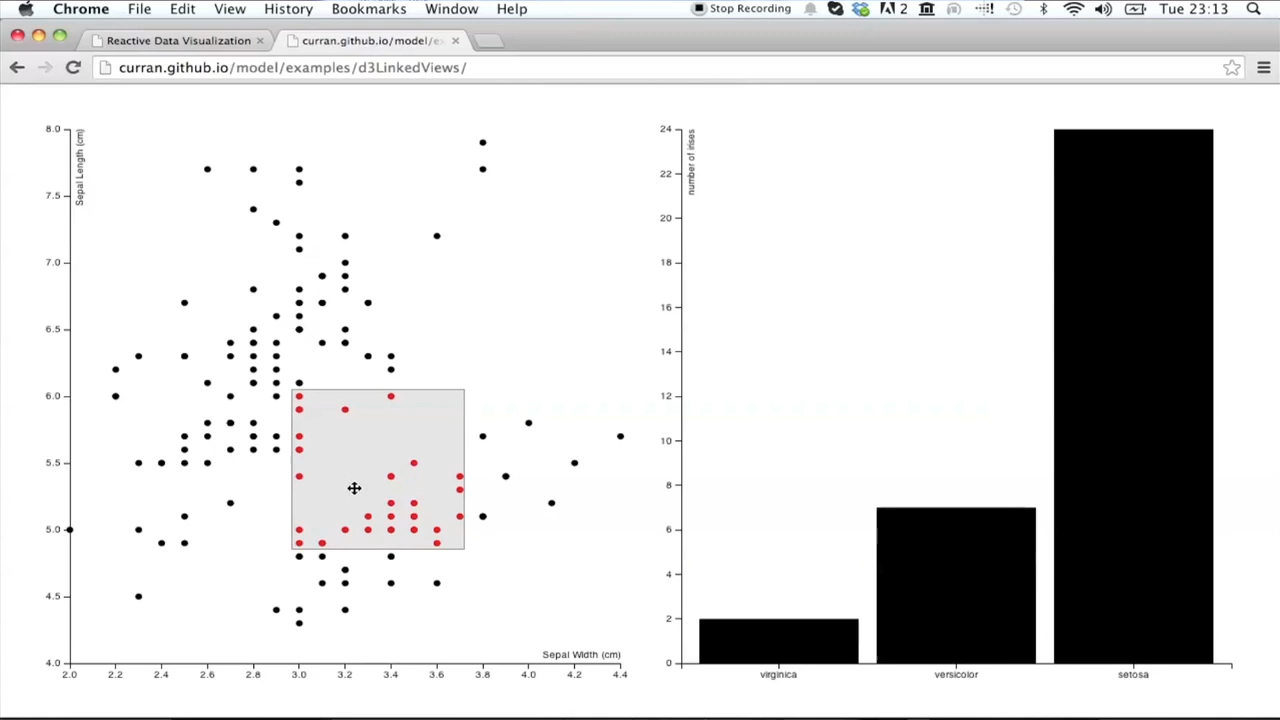 Chrome File Edit View History Bookmarks Window Help Stop Recording 2 Tue 23:13
Reactive Data Visualization curran.github.io/model/e
curran.github.io/model/examples/d3LinkedViews/
Sepal Length (cm)
8.0
7.5
7.0
6.5
6.0
5.5
5.0
4.5
4.0
2.0 2.2 2.4 2.6 2.8 3.0 3.2 3.4 3.6 3.8 4.0 4.2 4.4
Sepal Width (cm)
number of irises
24
22
20
18
16
14
12
10
8
6
4
2
0
virginica versicolor setosa